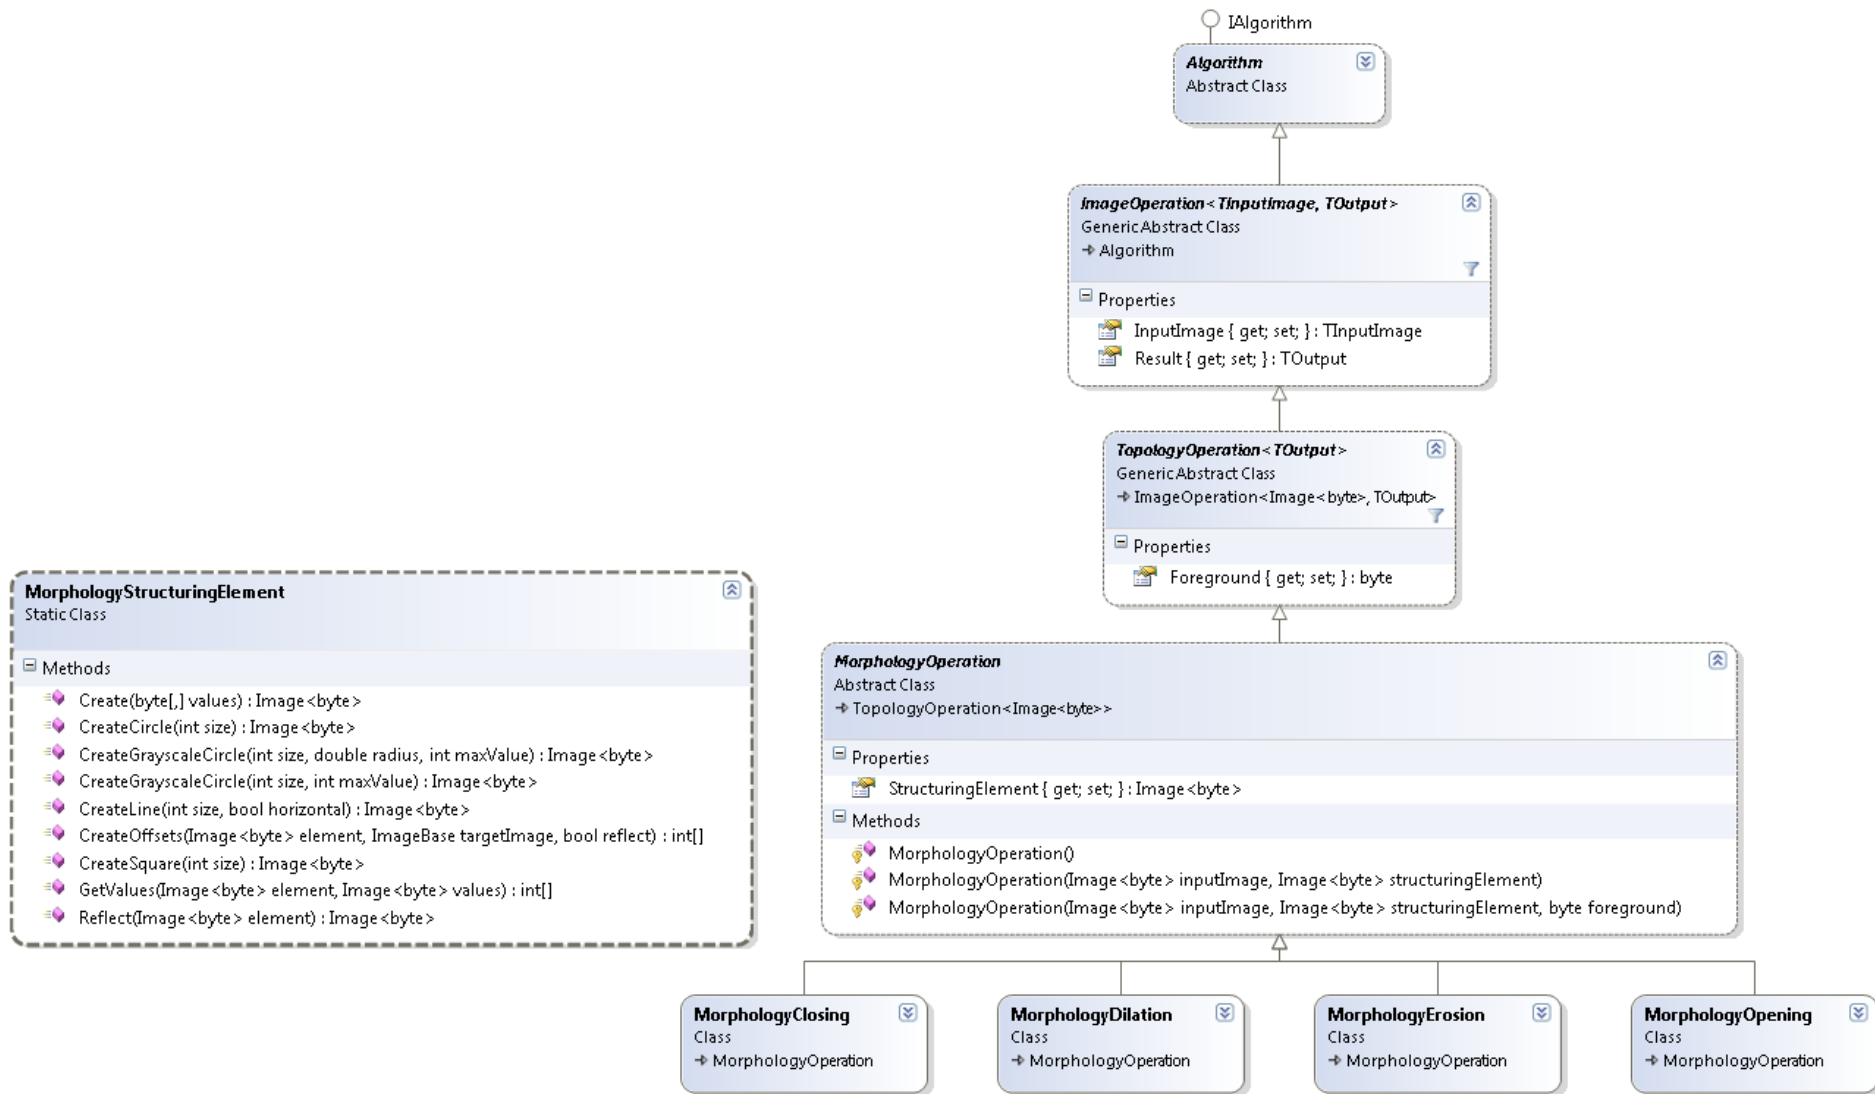 IAlgorithm
Algorithm
Abstract Class
ImageOperation<TInputImage, TOutput>
Generic Abstract Class
Algorithm
Properties
InputImage { get; set; } : TInputImage
Result { get; set; } : TOutput
TopologyOperation<TOutput>
Generic Abstract Class
ImageOperation<Image<byte>, TOutput>
Properties
Foreground { get; set; } : byte
MorphologyStructuringElement
Static Class
Methods
Create(byte[,] values) : Image<byte>
CreateCircle(int size) : Image<byte>
CreateGrayscaleCircle(int size, double radius, int maxValue) : Image<byte>
CreateGrayscaleCircle(int size, int maxValue) : Image<byte>
CreateLine(int size, bool horizontal) : Image<byte>
CreateOffsets(Image<byte> element, ImageBase targetImage, bool reflect) : int[]
CreateSquare(int size) : Image<byte>
GetValues(Image<byte> element, Image<byte> values) : int[]
Reflect(Image<byte> element) : Image<byte>
MorphologyOperation
Abstract Class
TopologyOperation<Image<byte>>
Properties
StructuringElement { get; set; } : Image<byte>
Methods
MorphologyOperation()
MorphologyOperation(Image<byte> inputImage, Image<byte> structuringElement)
MorphologyOperation(Image<byte> inputImage, Image<byte> structuringElement, byte foreground)
MorphologyClosing
Class
MorphologyOperation
MorphologyDilation
Class
MorphologyOperation
MorphologyErosion
Class
MorphologyOperation
MorphologyOpening
Class
MorphologyOperation